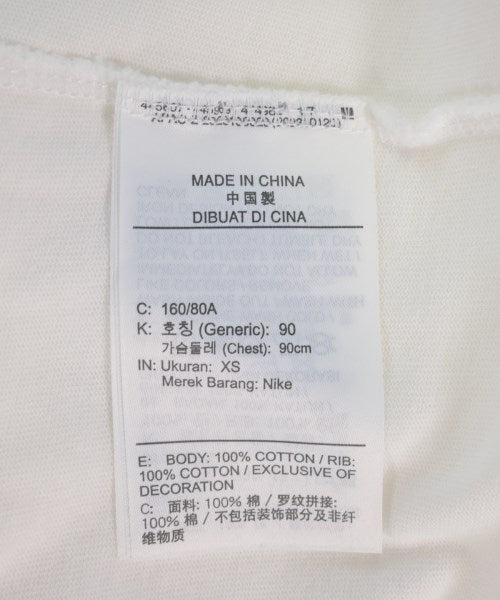 MADE IN CHINA
中國製
DIBUAT DI CINA
C: 160/80A
K: 호칭 (Generic): 90
가슴둘레 (Chest): 90cm
IN: Ukuran: XS
Merek Barang: Nike
E: BODY: 100% COTTON / RIB:
100% COTTON / EXCLUSIVE OF
DECORATION
C: 面料: 100% 棉 / 罗纹拼接:
100% 棉 / 不包括装饰部分及非纤
维物质